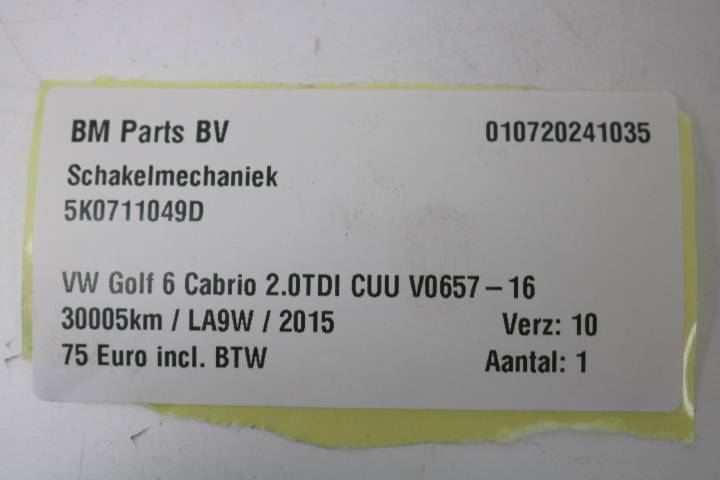 BM Parts BV 010720241035
Schakelmechaniek
5K0711049D
VW Golf 6 Cabrio 2.0TDI CUU V0657-16
30005km / LA9W / 2015 Verz: 10
75 Euro incl. BTW Aantal: 1